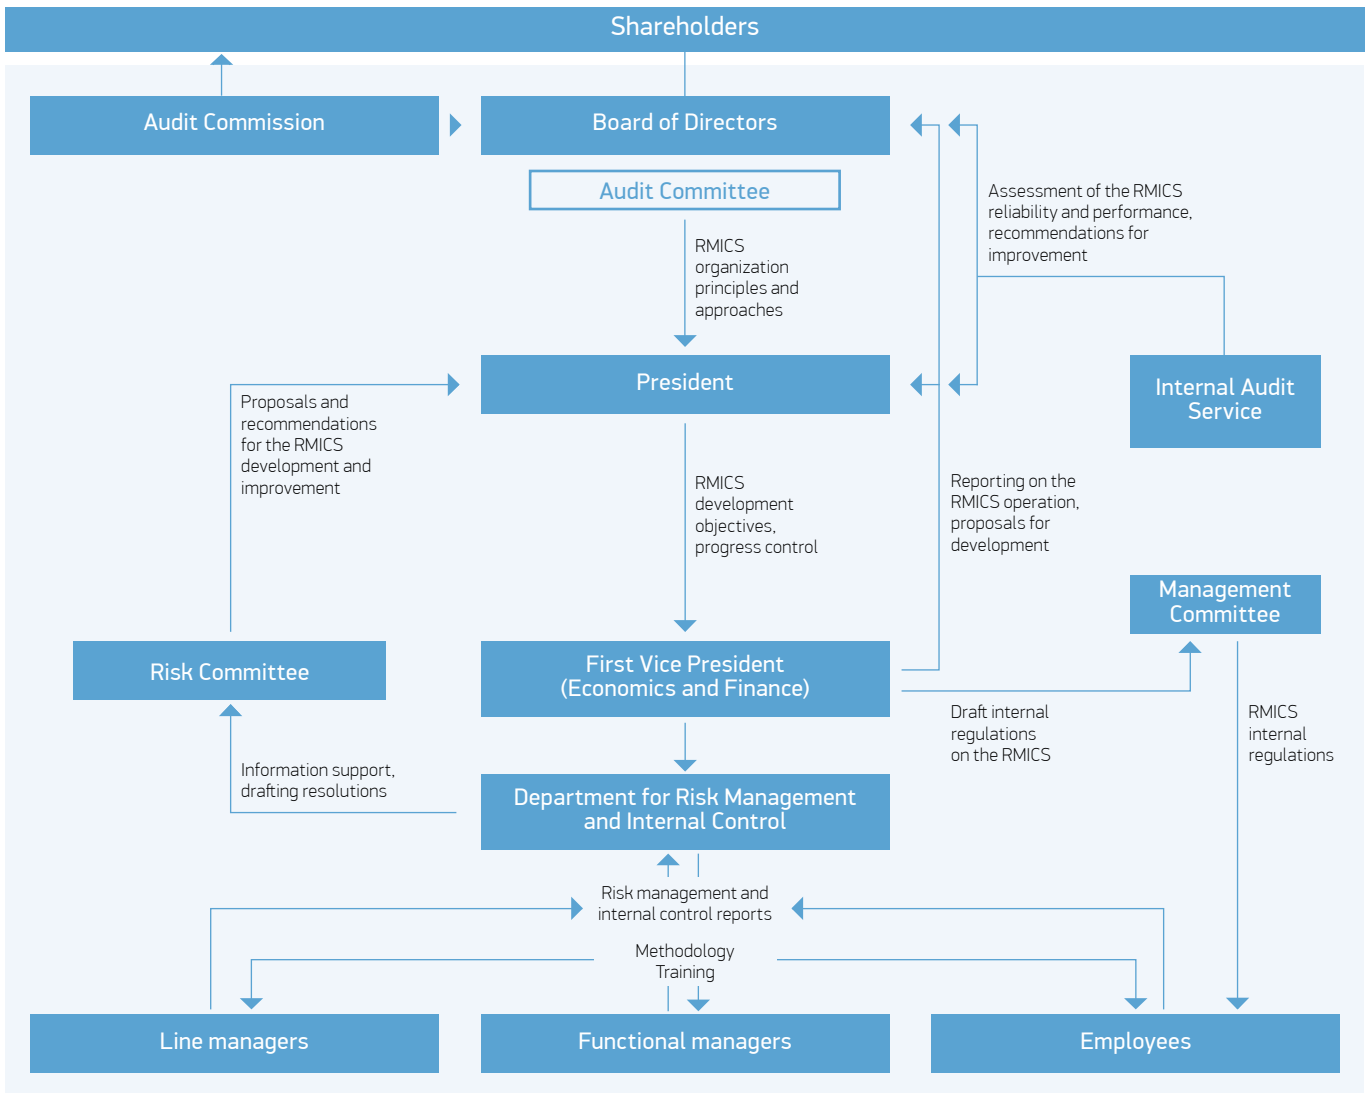 Shareholders
Audit Commission
Board of Directors
Audit Committee
Assessment of the RMICS
reliability and performance,
recommendations for
improvement
RMICS
organization
principles and
approaches
President
Internal Audit
Service
Proposals and
recommendations
for the RMICS
development and
improvement
RMICS
development
objectives,
progress control
Reporting on the
RMICS operation,
proposals for
development
Management
Committee
Risk Committee
First Vice President
(Economics and Finance)
Draft internal
regulations
on the RMICS
RMICS
internal
regulations
Information support,
drafting resolutions
Department for Risk Management
and Internal Control
Risk management and
internal control reports
Methodology
Training
Line managers
Functional managers
Employees